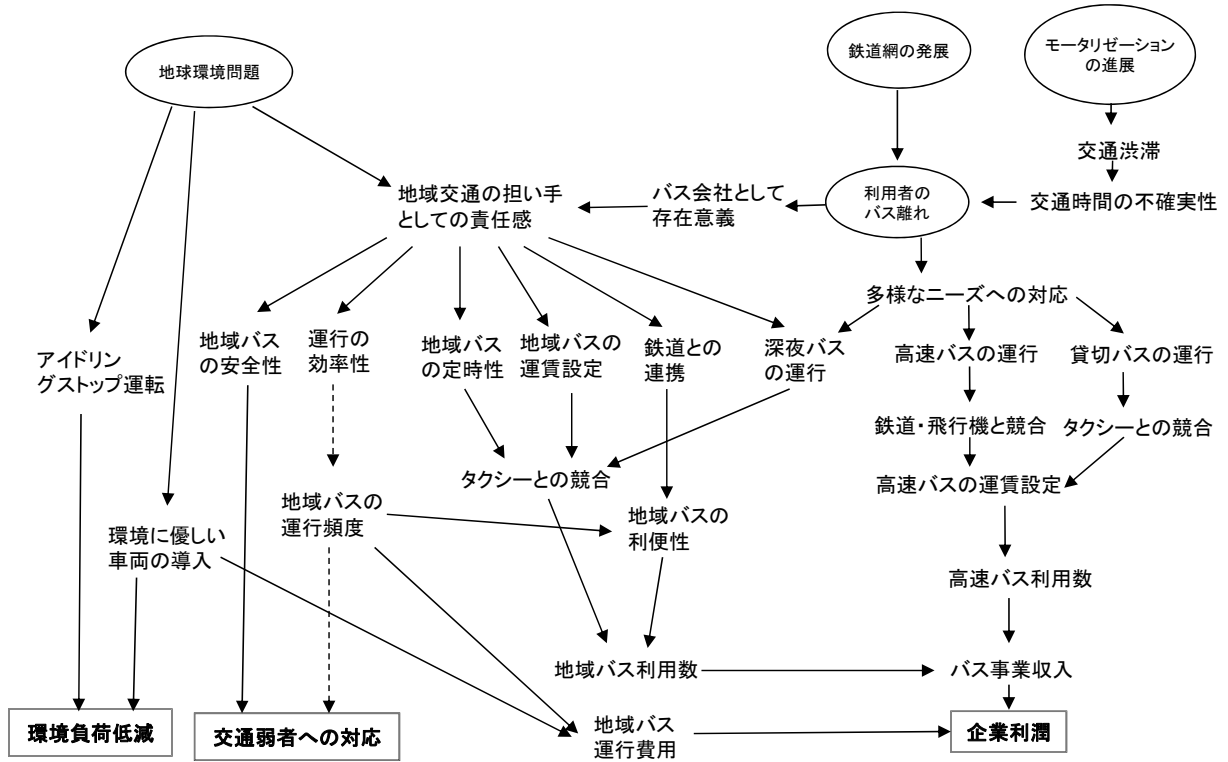 地球環境問題
鉄道網の発展
モータリゼーション
の進展
交通渋滞
地域交通の担い手
としての責任感
バス会社として
存在意義
利用者の
バス離れ
交通時間の不確実性
多様なニーズへの対応
アイドリン
グストップ運転
地域バス
の安全性
運行の
効率性
地域バス
の定時性
地域バスの
運賃設定
鉄道との
連携
深夜バス
の運行
高速バスの運行
貸切バスの運行
鉄道・飛行機と競合
タクシーとの競合
タクシーとの競合
高速バスの運賃設定
環境に優しい
車両の導入
地域バスの
運行頻度
地域バスの
利便性
高速バス利用数
地域バス利用数
バス事業収入
環境負荷低減
交通弱者への対応
地域バス
運行費用
企業利潤